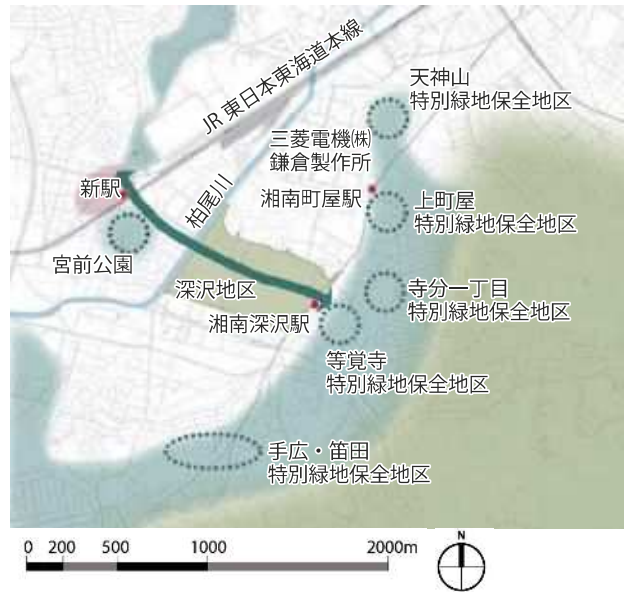 JR東日本東海道本線
天神山
特別緑地保全地区
三菱電機㈱
鎌倉製作所
新駅
柏尾川
湘南町屋駅
上町屋
特別緑地保全地区
宮前公園
深沢地区
寺分一丁目
特別緑地保全地区
湘南深沢駅
等覚寺
特別緑地保全地区
手広・笛田
特別緑地保全地区
0 200 500 1000 2000m
N